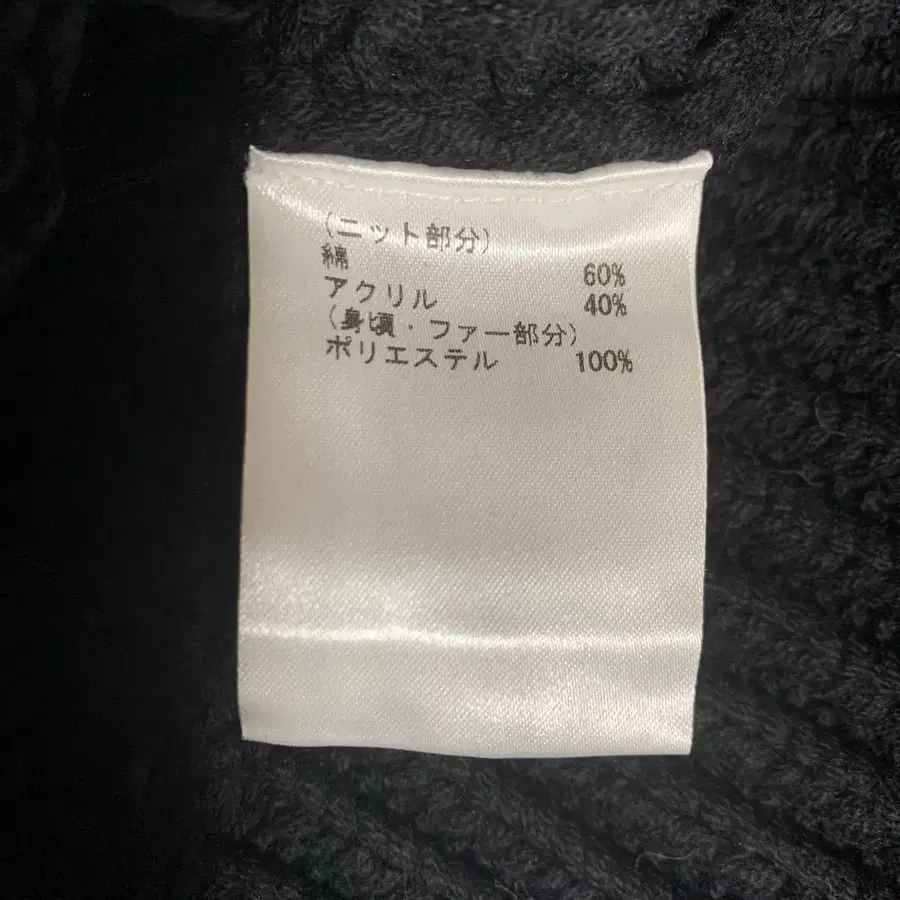 (ニット部分)
綿 60%
アクリル 40%
(身頃・ファー部分)
ポリエステル 100%